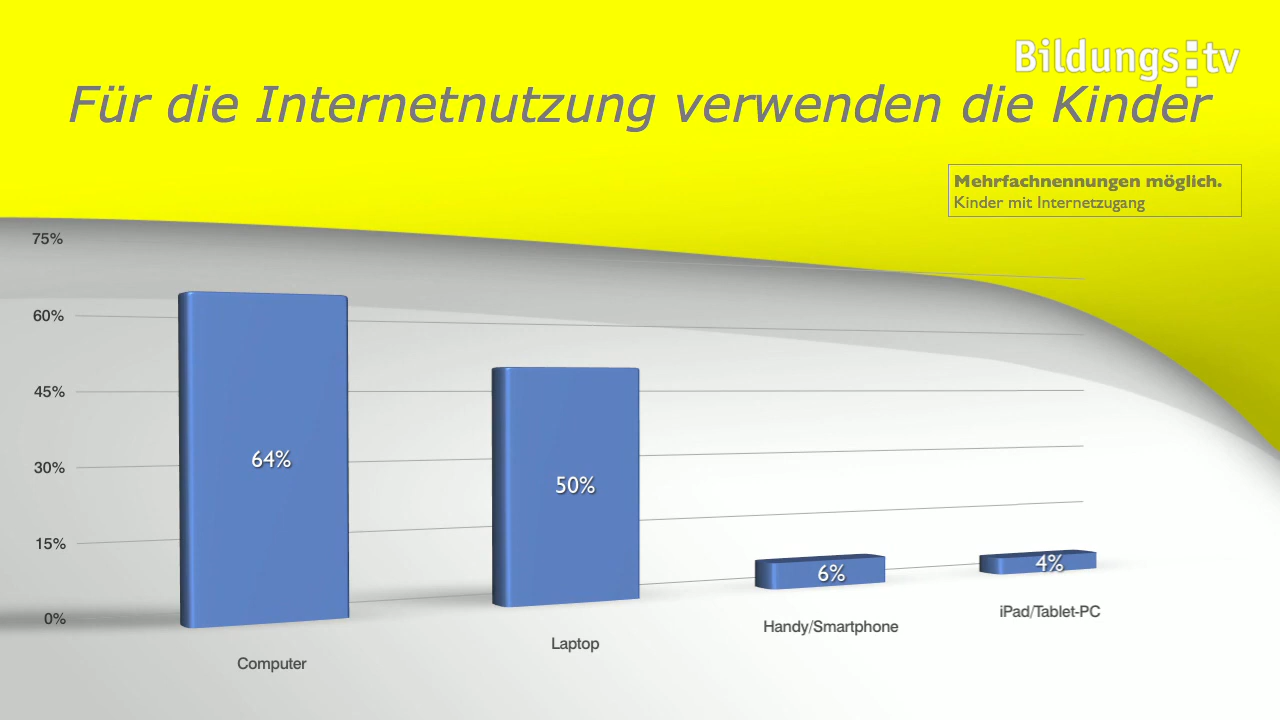 Bildungs:tv
Für die Internetnutzung verwenden die Kinder
Mehrfachnennungen möglich.
Kinder mit Internetzugang
75%
60%
45%
30%
15%
0%
64%
50%
6%
4%
Computer
Laptop
Handy/Smartphone
iPad/Tablet-PC